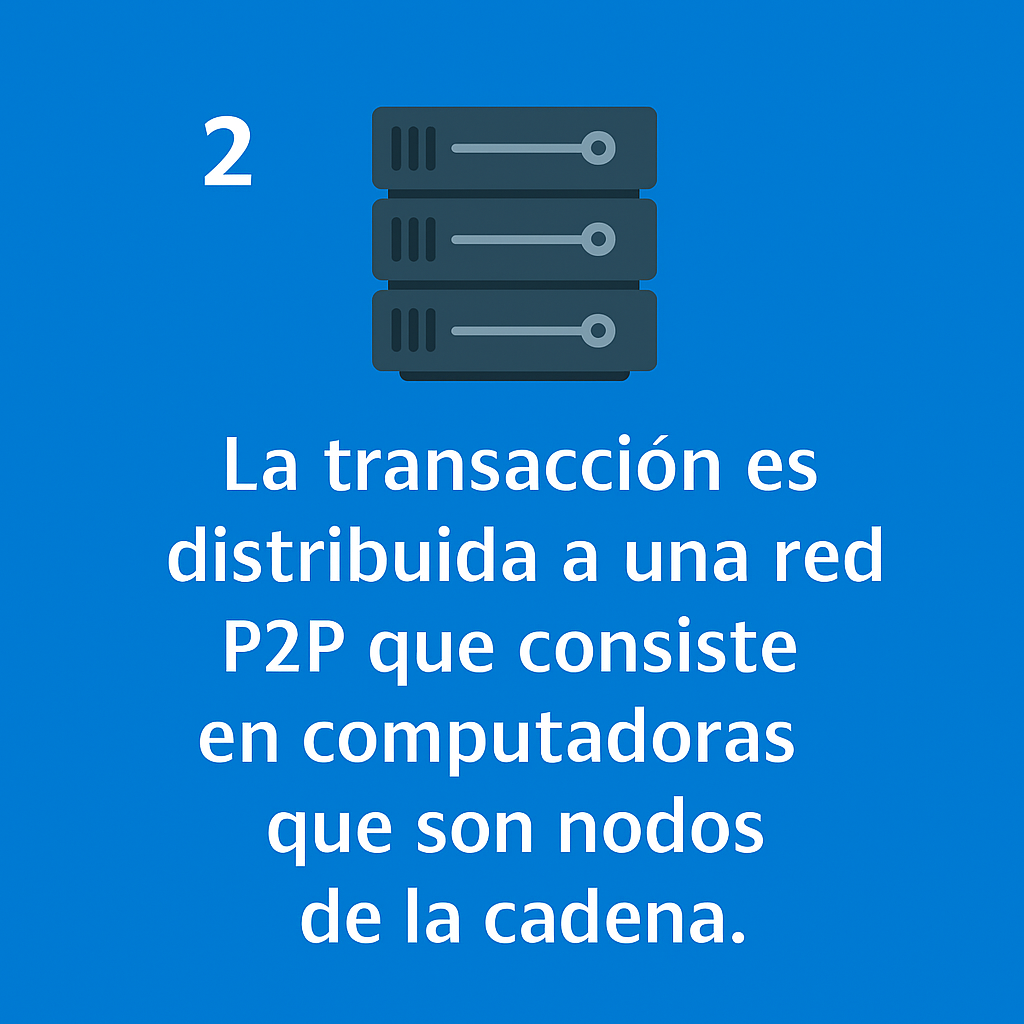 2
La transacción es
distribuida a una red
P2P que consiste
en computadoras
que son nodos
de la cadena.